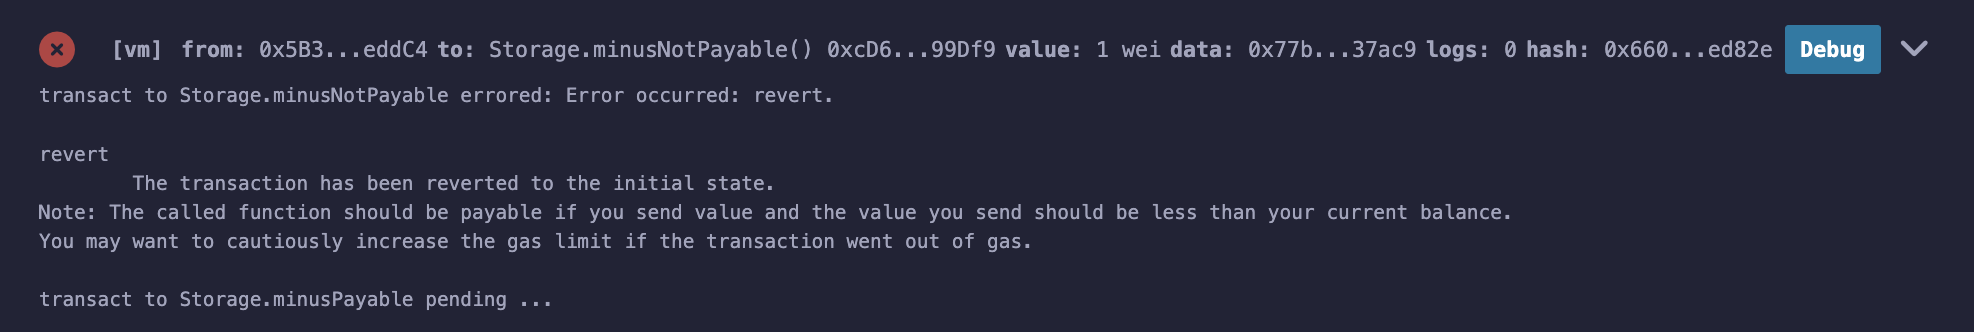 [vm] from: 0x5B3...eddC4 to: Storage.minusNotPayable() 0xcD6...99Df9 value: 1 wei data: 0x77b...37ac9 logs: 0 hash: 0x660...ed82e Debug
transact to Storage.minusNotPayable errored: Error occurred: revert.
revert
The transaction has been reverted to the initial state.
Note: The called function should be payable if you send value and the value you send should be less than your current balance.
You may want to cautiously increase the gas limit if the transaction went out of gas.
transact to Storage.minusPayable pending ...